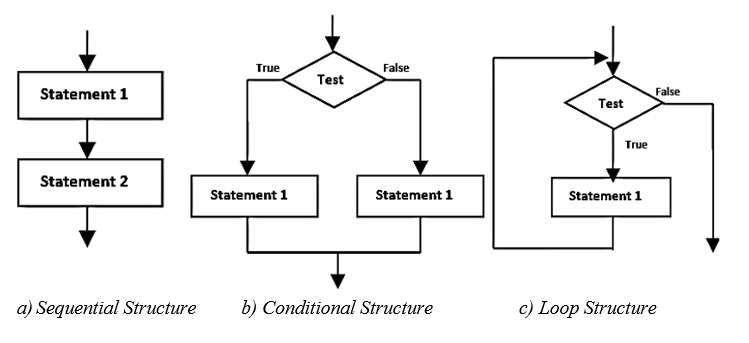 Statement 1
Statement 2
a) Sequential Structure
True
Test
False
Statement 1
Statement 1
b) Conditional Structure
Test
False
True
Statement 1
c) Loop Structure